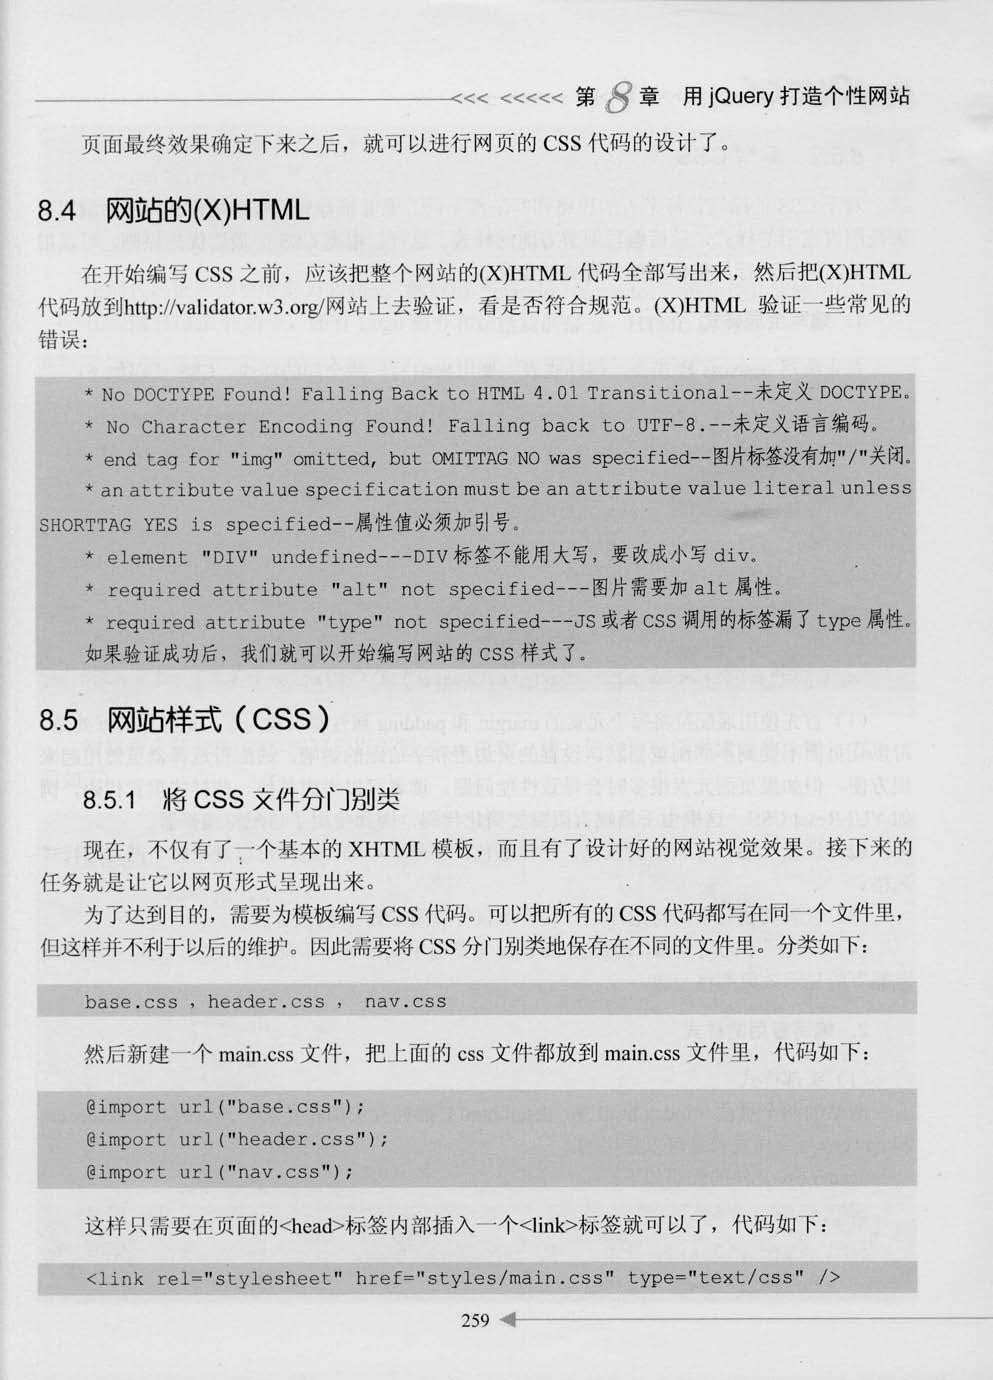 <<< <<<<< 第8章 用 jQuery 打造个性网站
页面最终效果确定下来之后，就可以进行网页的 CSS 代码的设计了。
8.4 网站的(X)HTML
在开始编写 CSS 之前，应该把整个网站的(X)HTML 代码全部写出来，然后把(X)HTML
代码放到http://validator.w3.org/网站上去验证，看是否符合规范。(X)HTML 验证一些常见的
错误：
* No DOCTYPE Found! Falling Back to HTML 4.01 Transitional--未定义 DOCTYPE。
* No Character Encoding Found! Falling back to UTF-8.--未定义语言编码。
* end tag for "img" omitted, but OMITTAG NO was specified--图片标签没有加"/"关闭。
* an attribute value specification must be an attribute value literal unless
SHORTTAG YES is specified--属性值必须加引号。
* element "DIV" undefined---DIV 标签不能用大写，要改成小写 div。
* required attribute "alt" not specified---图片需要加 alt 属性。
* required attribute "type" not specified---JS 或者 CSS 调用的标签漏了 type 属性。
如果验证成功后，我们就可以开始编写网站的 CSS 样式了。
8.5 网站样式（CSS）
8.5.1 将 CSS 文件分门别类
现在，不仅有了一个基本的 XHTML 模板，而且有了设计好的网站视觉效果。接下来的
任务就是让它以网页形式呈现出来。
为了达到目的，需要为模板编写 CSS 代码。可以把所有的 CSS 代码都写在同一个文件里，
但这样并不利于以后的维护。因此需要将 CSS 分门别类地保存在不同的文件里。分类如下：
base.css , header.css , nav.css
然后新建一个 main.css 文件，把上面的 css 文件都放到 main.css 文件里，代码如下：
@import url("base.css");
@import url("header.css");
@import url("nav.css");
这样只需要在页面的<head>标签内部插入一个<link>标签就可以了，代码如下：
<link rel="stylesheet" href="styles/main.css" type="text/css" />
259